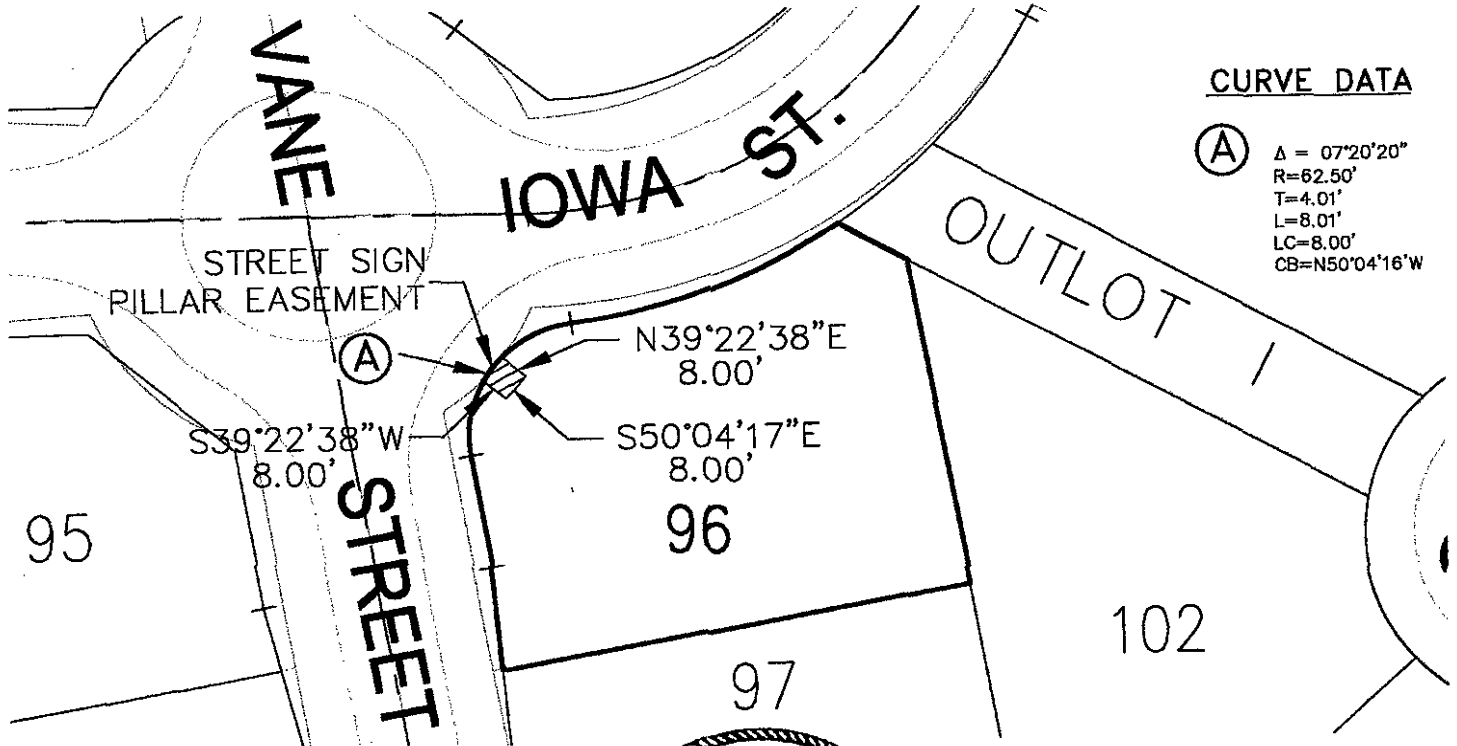 VANE
STREET
IOWA ST.
STREET SIGN
PILLAR EASEMENT
A
N39°22'38"E
8.00'
S39°22'38"W
8.00'
S50°04'17"E
8.00'
95
96
97
102
OUTLOT I
CURVE DATA
A
Δ = 07°20'20"
R=62.50'
T=4.01'
L=8.01'
LC=8.00'
CB=N50°04'16'W